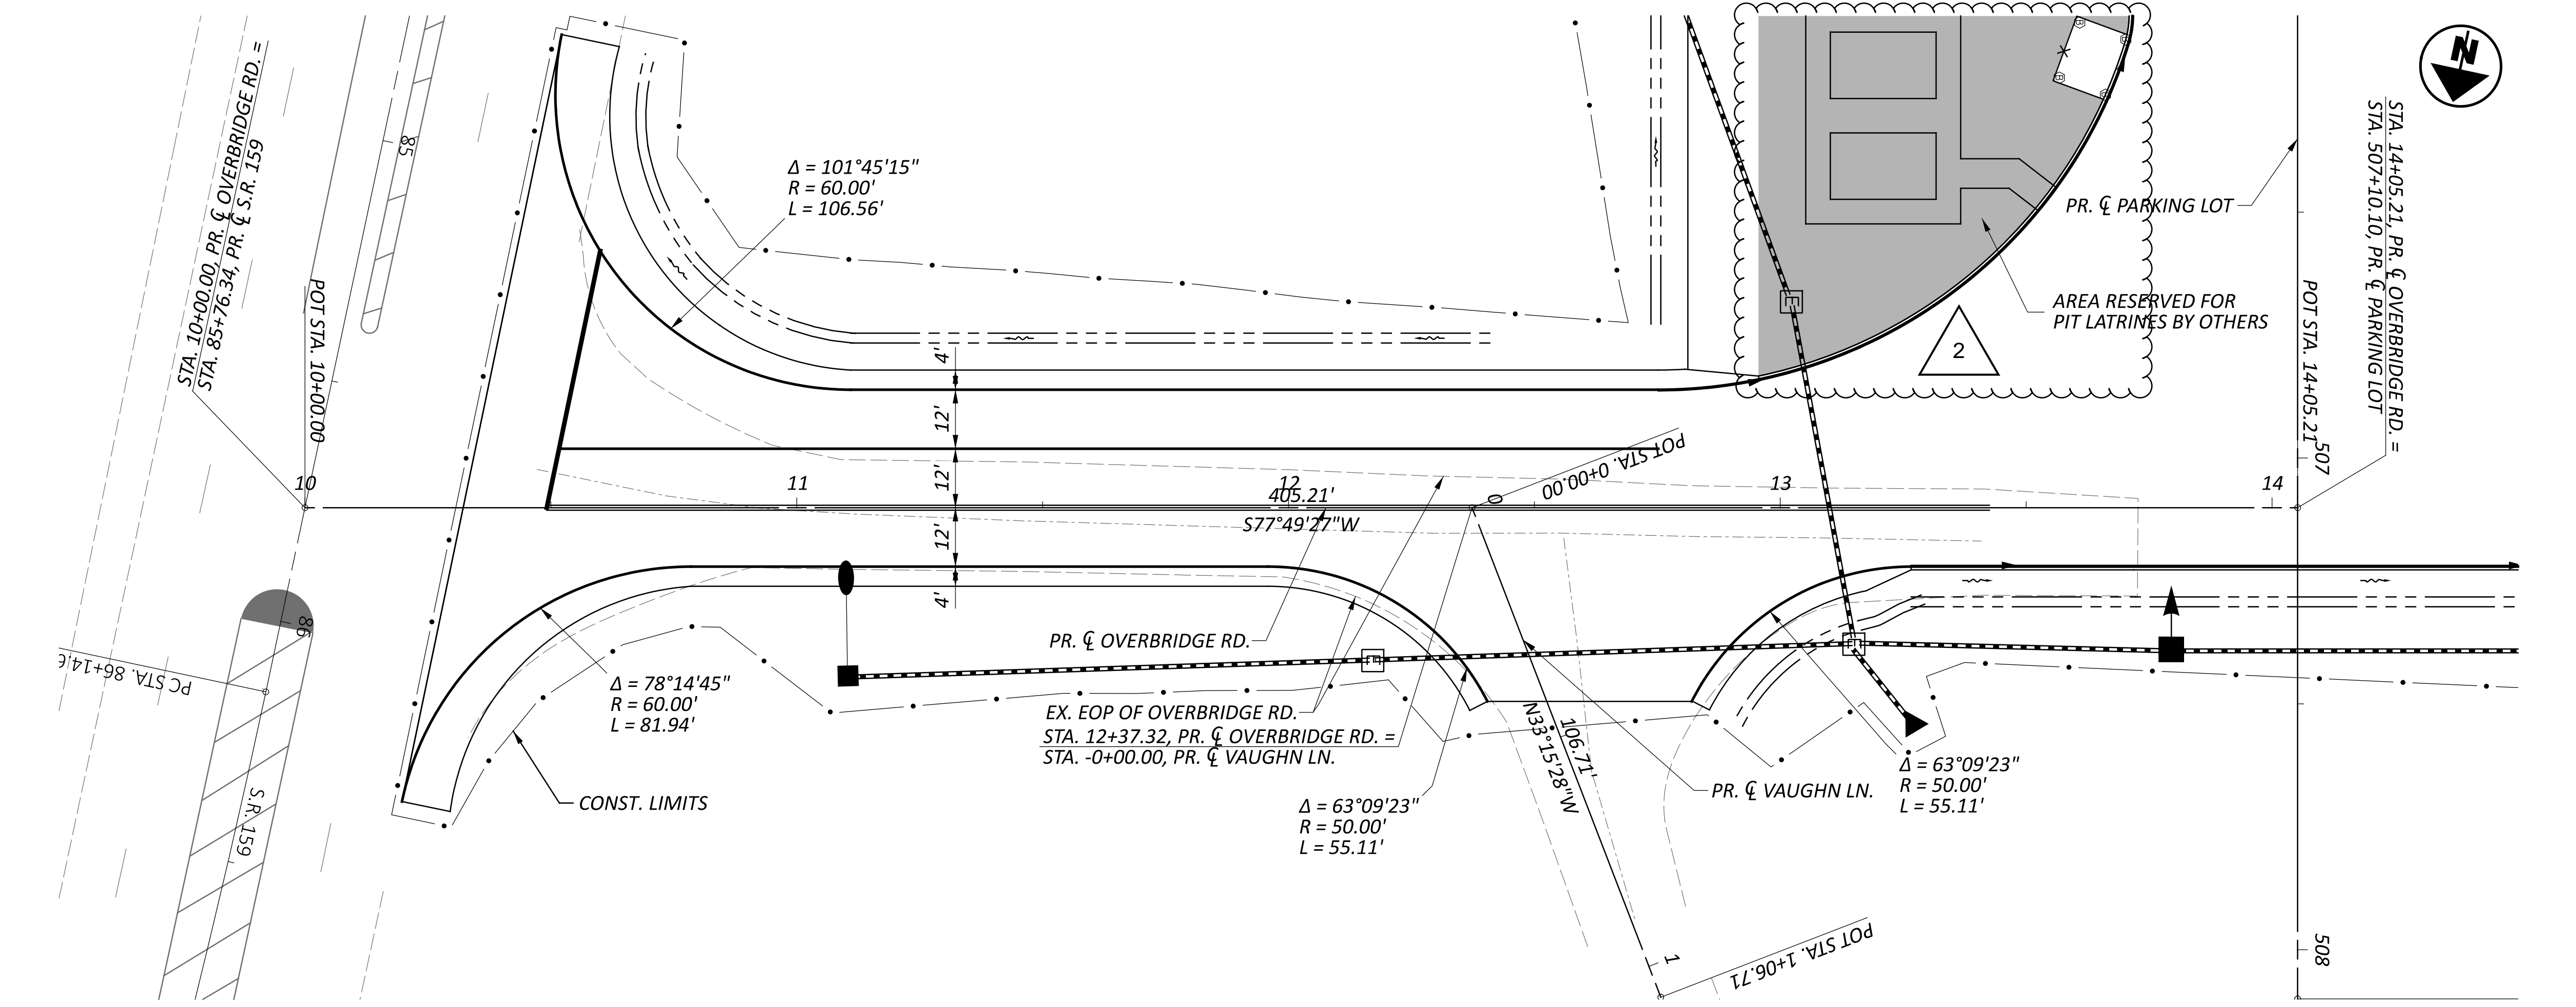 STA. 10+00.00, PR. ℄ OVERBRIDGE RD. =
STA. 85+76.34, PR. ℄ S.R. 159
POT STA. 10+00.00
85
86
PC STA. 86+14.6
S.R. 159
Δ = 101°45'15"
R = 60.00'
L = 106.56'
4'
12'
12'
12'
4'
10
11
12
13
14
405.21'
S77°49'27"W
0
POT STA. 0+00.00
PR. ℄ OVERBRIDGE RD.
EX. EOP OF OVERBRIDGE RD.
STA. 12+37.32, PR. ℄ OVERBRIDGE RD. =
STA. -0+00.00, PR. ℄ VAUGHN LN.
Δ = 78°14'45"
R = 60.00'
L = 81.94'
CONST. LIMITS
Δ = 63°09'23"
R = 50.00'
L = 55.11'
106.71'
N33°15'28"W
PR. ℄ VAUGHN LN.
Δ = 63°09'23"
R = 50.00'
L = 55.11'
1
POT STA. 1+06.71
E
E
E
B
B
B
B
N
PR. ℄ PARKING LOT
AREA RESERVED FOR
PIT LATRINES BY OTHERS
2
STA. 14+05.21, PR. ℄ OVERBRIDGE RD. =
STA. 507+10.10, PR. ℄ PARKING LOT
POT STA. 14+05.21
507
508